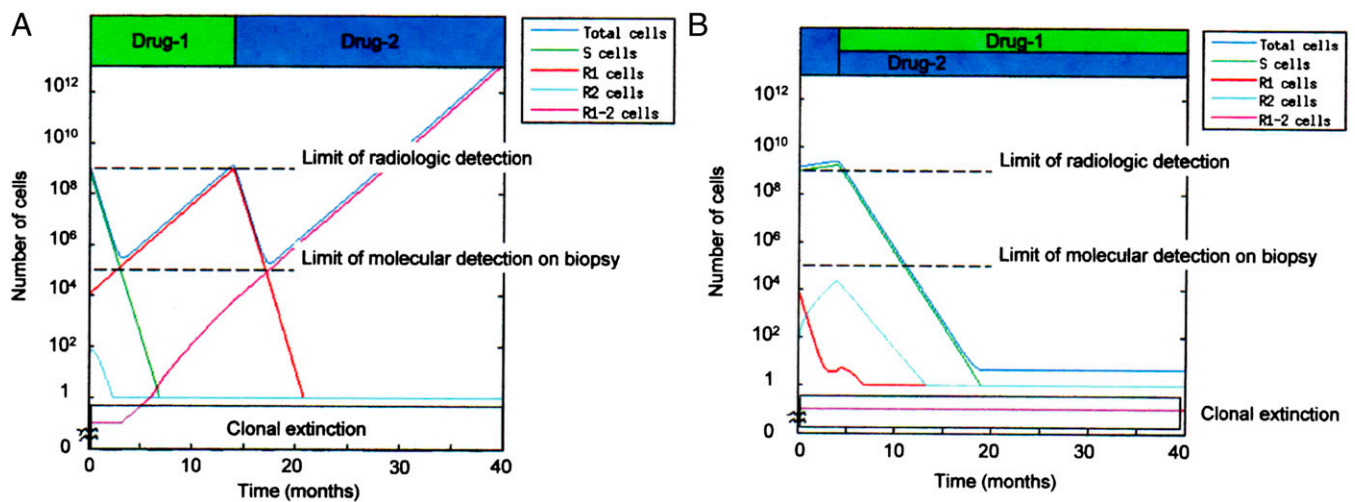 A
Drug-1
Drug-2
Total cells
S cells
R1 cells
R2 cells
R1-2 cells
Number of cells
10¹²
10¹⁰
10⁸
10⁶
10⁴
10²
1
0
Limit of radiologic detection
Limit of molecular detection on biopsy
Clonal extinction
0 10 20 30 40
Time (months)
B
Drug-1
Drug-2
Total cells
S cells
R1 cells
R2 cells
R1-2 cells
Number of cells
10¹²
10¹⁰
10⁸
10⁶
10⁴
10²
1
0
Limit of radiologic detection
Limit of molecular detection on biopsy
Clonal extinction
0 10 20 30 40
Time (months)